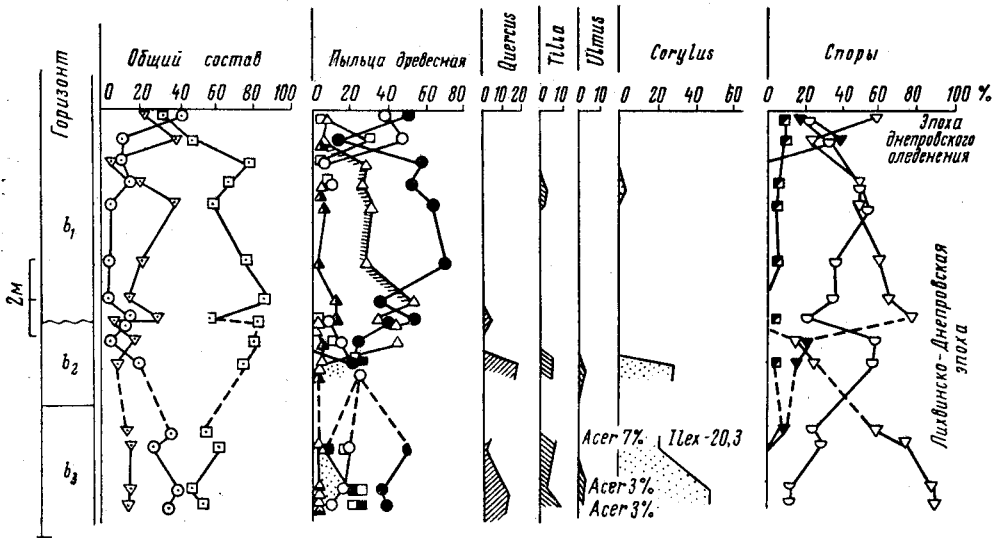 Горизонт
Общий состав
Пыльца древесная
Quercus
Tilla
Ulmus
Corylus
Споры
0 20 40 60 80 100
0 20 40 60 80
0 10 20
0 10
0 10
0 20 40 60
0 20 40 60 80 100 %
Эпоха
днепровского
оледенения
b1
2м
b2
b3
Acer 7% Ilex-20,3
Acer 3%
Acer 3%
Лихвинско-Днепровская
эпоха